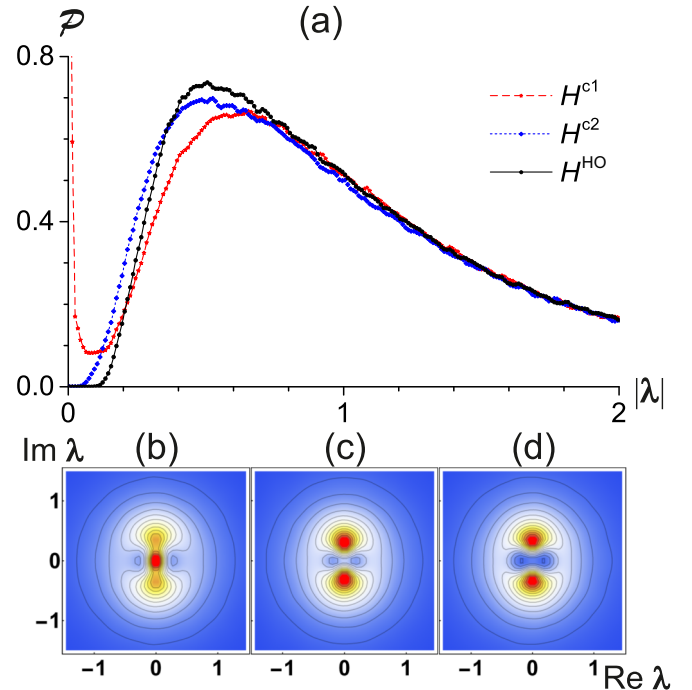 𝒫 (a)
0.8
H^c1
H^c2
H^HO
0.4
0.0
0 1 2 |λ|
Im λ (b) (c) (d)
1
0
−1
−1 0 1 −1 0 1 −1 0 1
Re λ